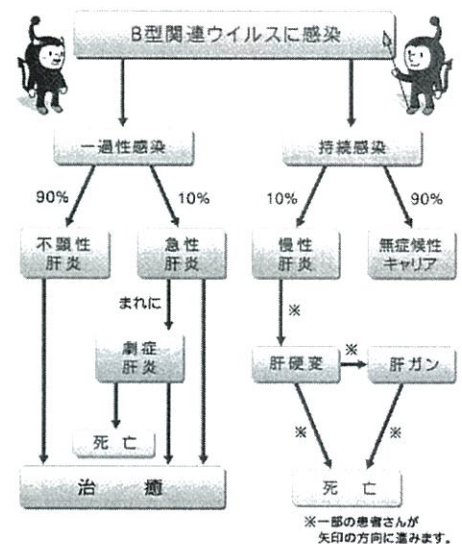 B型関連ウイルスに感染
一過性感染
持続感染
90%
10%
10%
90%
不顕性
肝炎
急性
肝炎
慢性
肝炎
無症候性
キャリア
まれに
※
劇症
肝炎
肝硬変
※
肝ガン
死亡
※
※
治癒
死亡
※一部の患者さんが
矢印の方向に進みます。